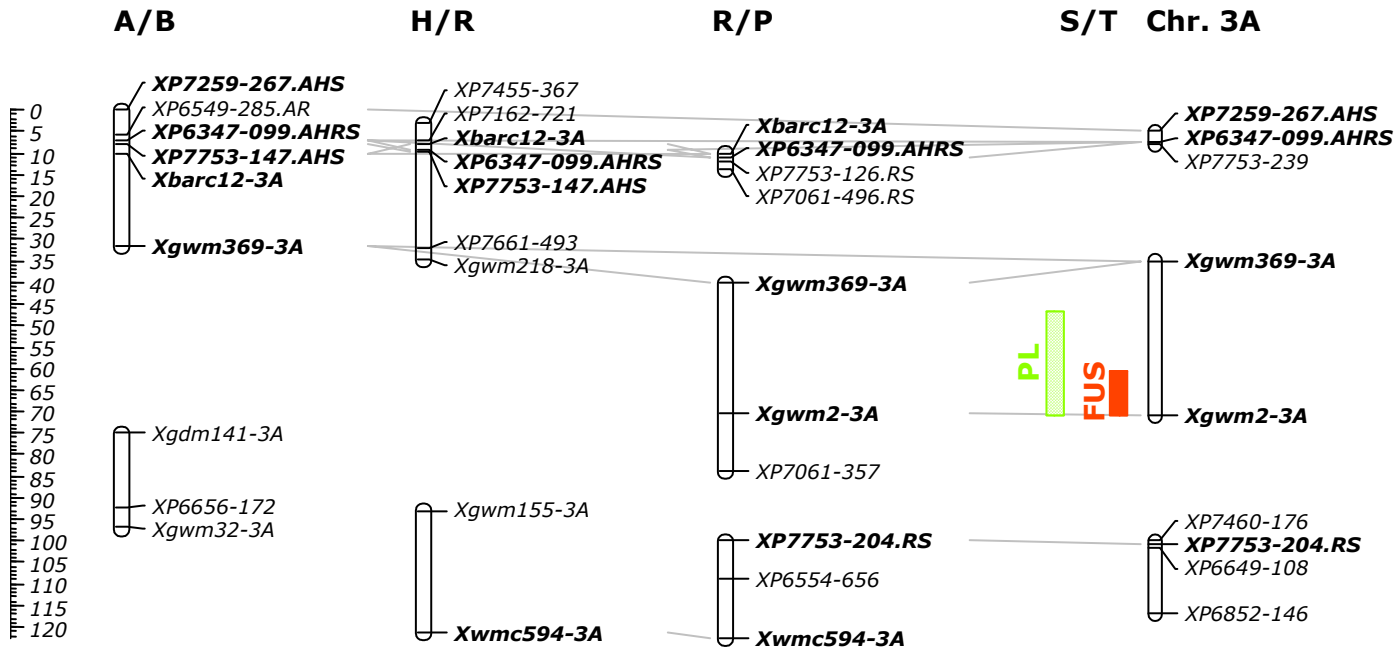 A/B H/R R/P S/T Chr. 3A
0
5
10
15
20
25
30
35
40
45
50
55
60
65
70
75
80
85
90
95
100
105
110
115
120
XP7259-267.AHS
XP6549-285.AR
XP6347-099.AHRS
XP7753-147.AHS
Xbarc12-3A
Xgwm369-3A
Xgdm141-3A
XP6656-172
Xgwm32-3A
XP7455-367
XP7162-721
Xbarc12-3A
XP6347-099.AHRS
XP7753-147.AHS
XP7661-493
Xgwm218-3A
Xgwm155-3A
Xwmc594-3A
Xbarc12-3A
XP6347-099.AHRS
XP7753-126.RS
XP7061-496.RS
Xgwm369-3A
Xgwm2-3A
XP7061-357
XP7753-204.RS
XP6554-656
Xwmc594-3A
PL
FUS
XP7259-267.AHS
XP6347-099.AHRS
XP7753-239
Xgwm369-3A
Xgwm2-3A
XP7460-176
XP7753-204.RS
XP6649-108
XP6852-146